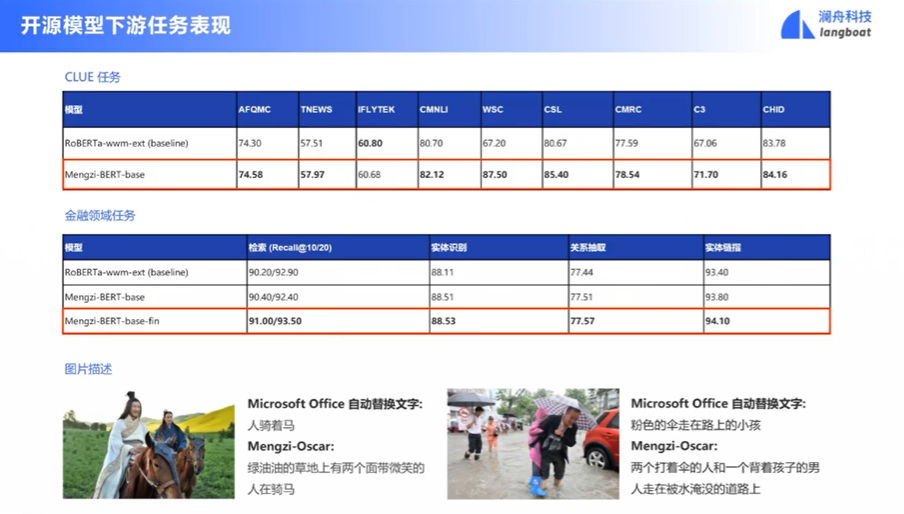 开源模型下游任务表现
澜舟科技
langboat
CLUE 任务
模型 AFQMC TNEWS IFLYTEK CMNLI WSC CSL CMRC C3 CHID
RoBERTa-wwm-ext (baseline) 74.30 57.51 60.80 80.70 67.20 80.67 77.59 67.06 83.78
Mengzi-BERT-base 74.58 57.97 60.68 82.12 87.50 85.40 78.54 71.70 84.16
金融领域任务
模型 检索 (Recall@10/20) 实体识别 关系抽取 实体链指
RoBERTa-wwm-ext (baseline) 90.20/92.90 88.11 77.44 93.40
Mengzi-BERT-base 90.40/92.40 88.51 77.51 93.80
Mengzi-BERT-base-fin 91.00/93.50 88.53 77.57 94.10
图片描述
Microsoft Office 自动替换文字:
人骑着马
Mengzi-Oscar:
绿油油的草地上有两个面带微笑的
人在骑马
Microsoft Office 自动替换文字:
粉色的伞走在路上的小孩
Mengzi-Oscar:
两个打着伞的人和一个背着孩子的男
人走在被水淹没的道路上